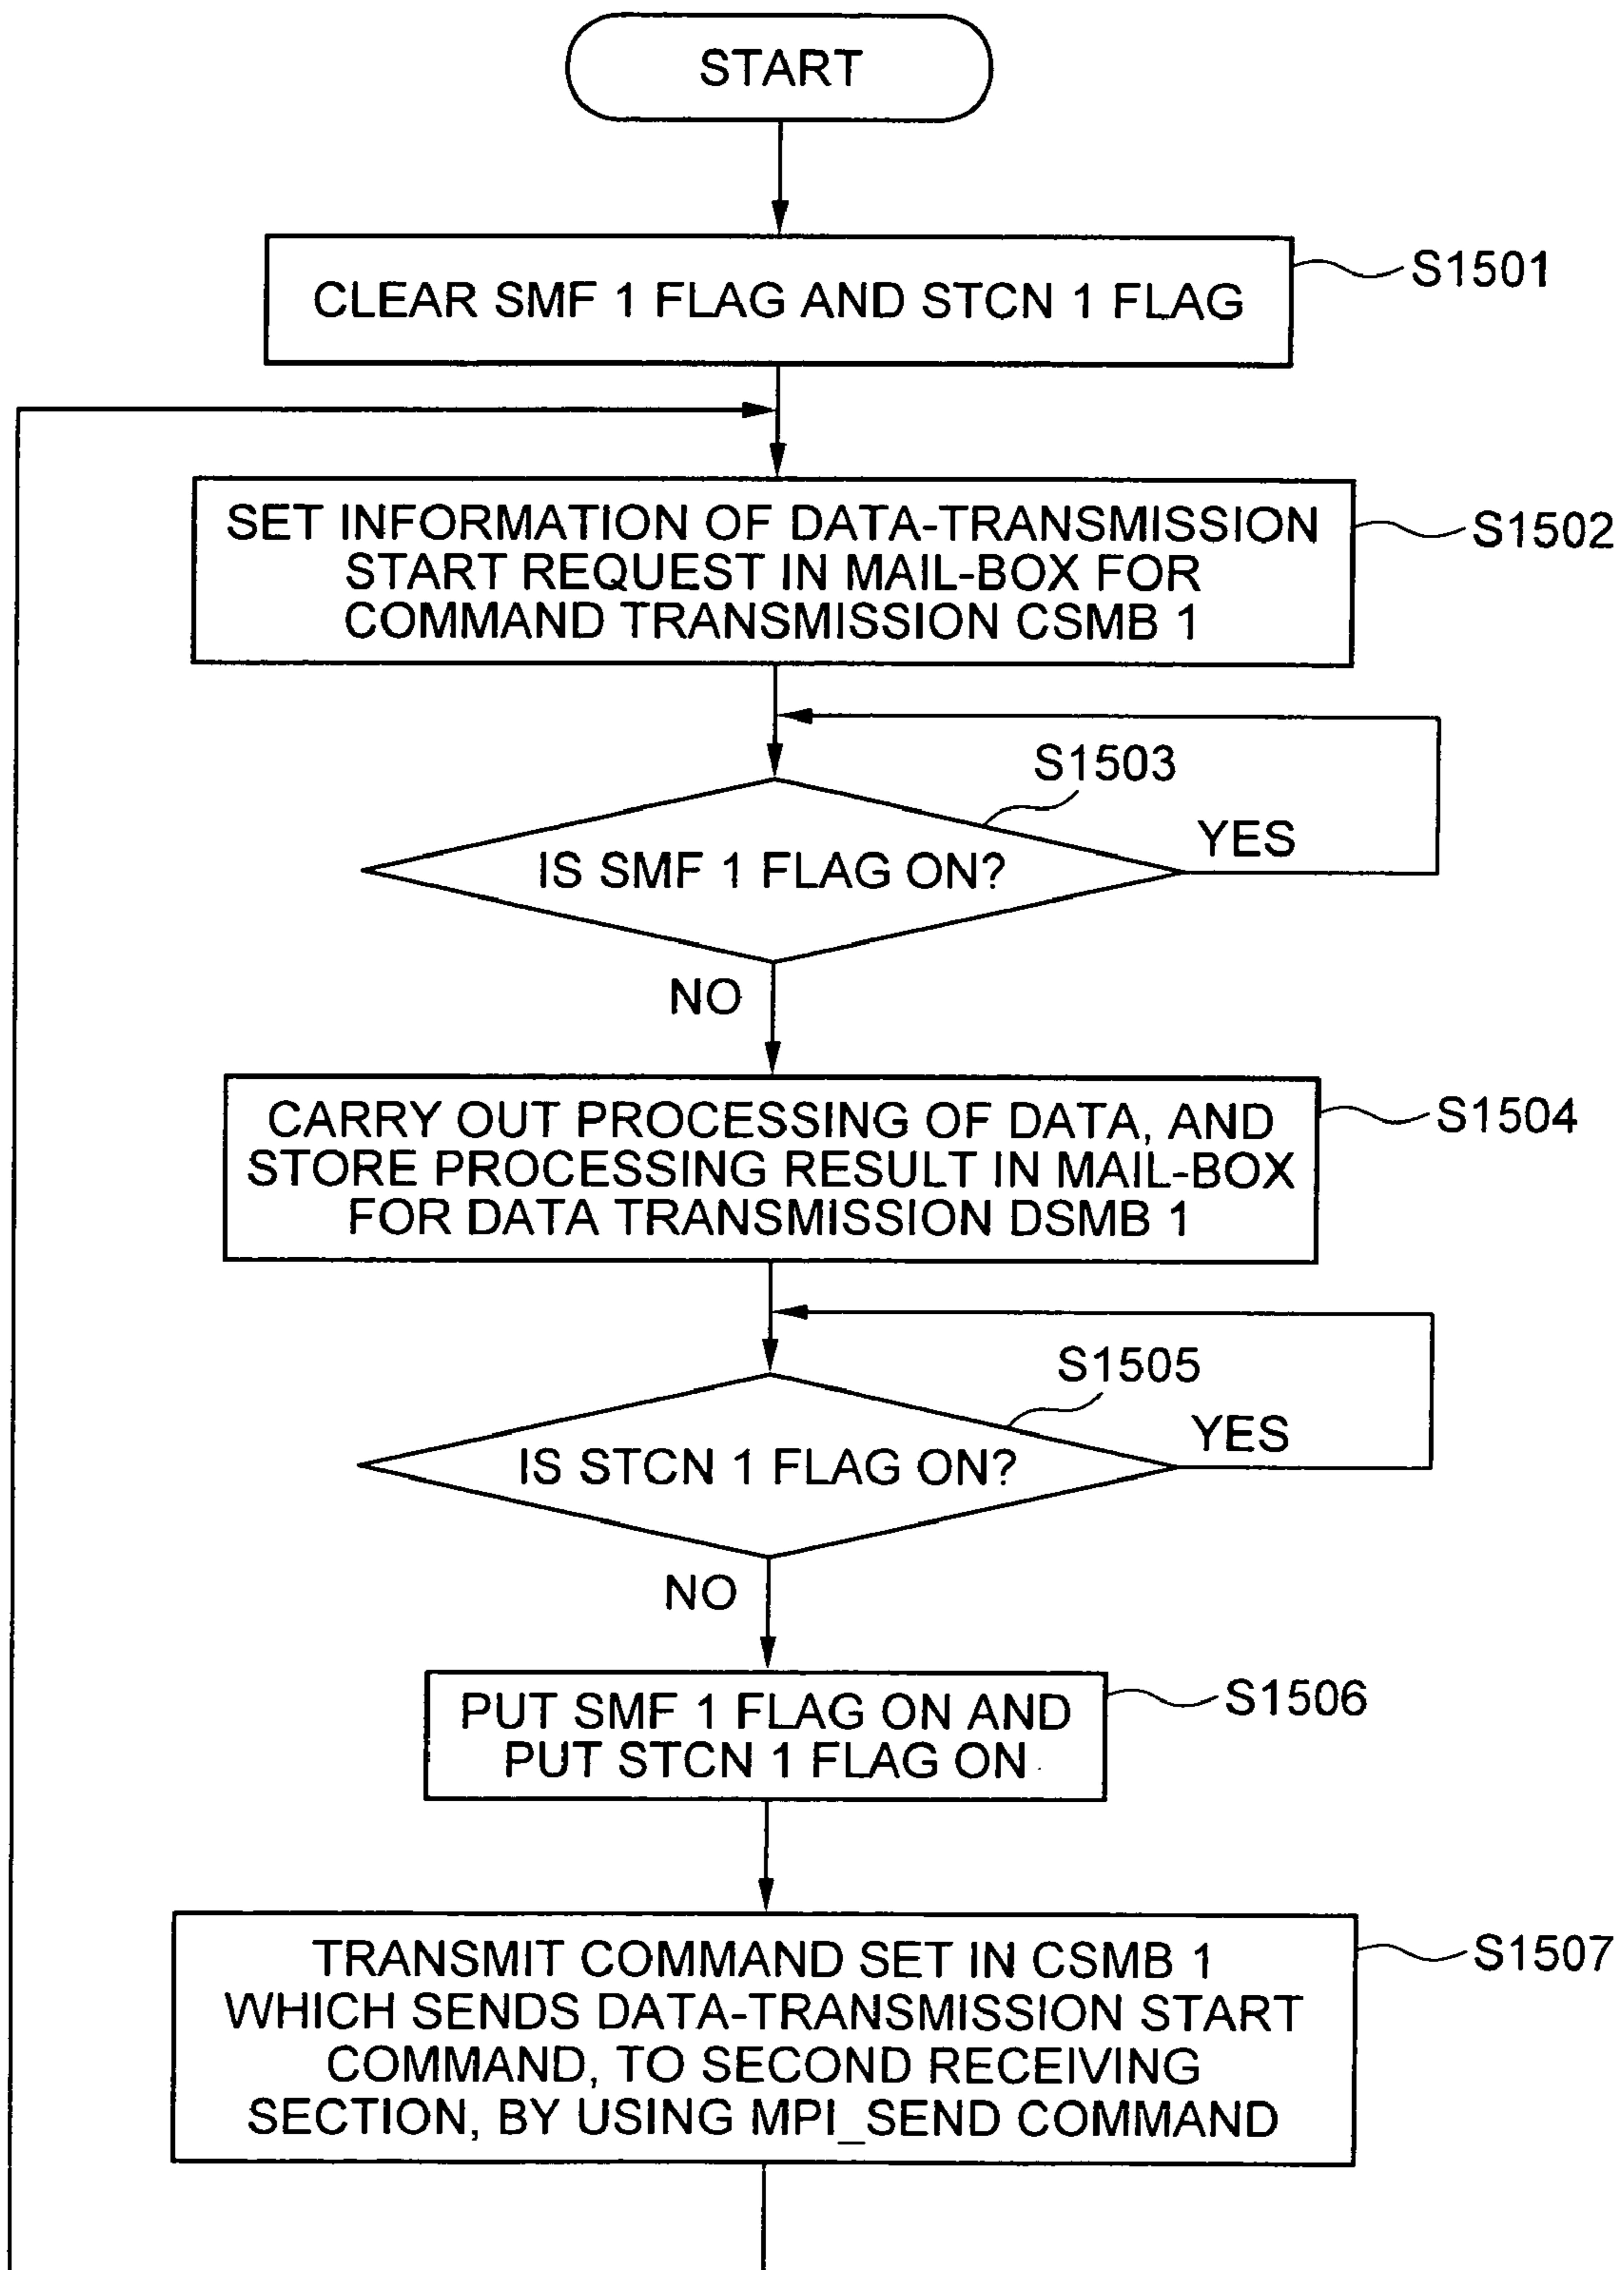 START
CLEAR SMF 1 FLAG AND STCN 1 FLAG
S1501
SET INFORMATION OF DATA-TRANSMISSION
START REQUEST IN MAIL-BOX FOR
COMMAND TRANSMISSION CSMB 1
S1502
S1503
IS SMF 1 FLAG ON?
YES
NO
CARRY OUT PROCESSING OF DATA, AND
STORE PROCESSING RESULT IN MAIL-BOX
FOR DATA TRANSMISSION DSMB 1
S1504
S1505
IS STCN 1 FLAG ON?
YES
NO
PUT SMF 1 FLAG ON AND
PUT STCN 1 FLAG ON
S1506
TRANSMIT COMMAND SET IN CSMB 1
WHICH SENDS DATA-TRANSMISSION START
COMMAND, TO SECOND RECEIVING
SECTION, BY USING MPI_SEND COMMAND
S1507